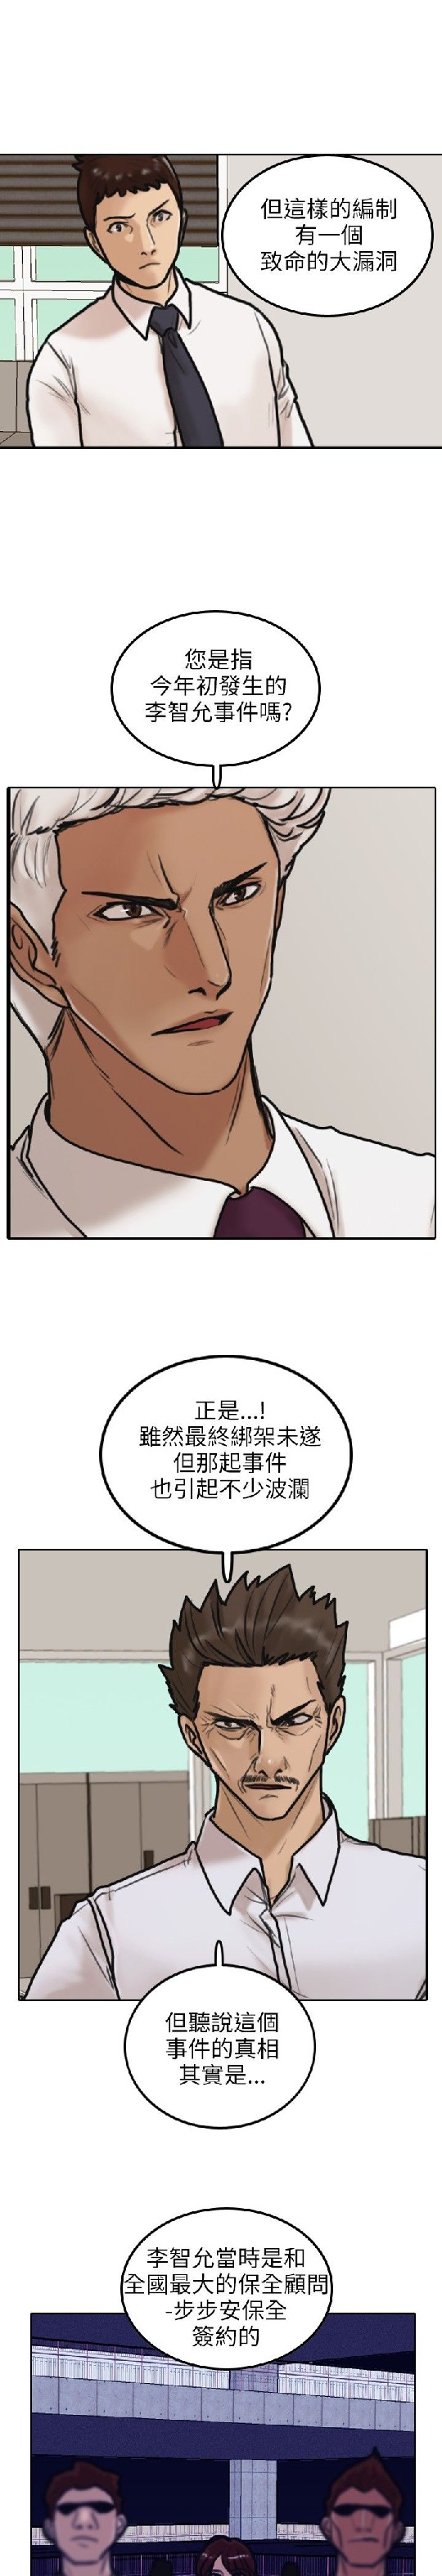 但這樣的編制
有一個
致命的大漏洞
您是指
今年初發生的
李智允事件嗎?
正是...!
雖然最終綁架未遂
但那起事件
也引起不少波瀾
但聽說這個
事件的真相
其實是...
李智允當時是和
全國最大的保全顧問
-步步安保全
簽約的